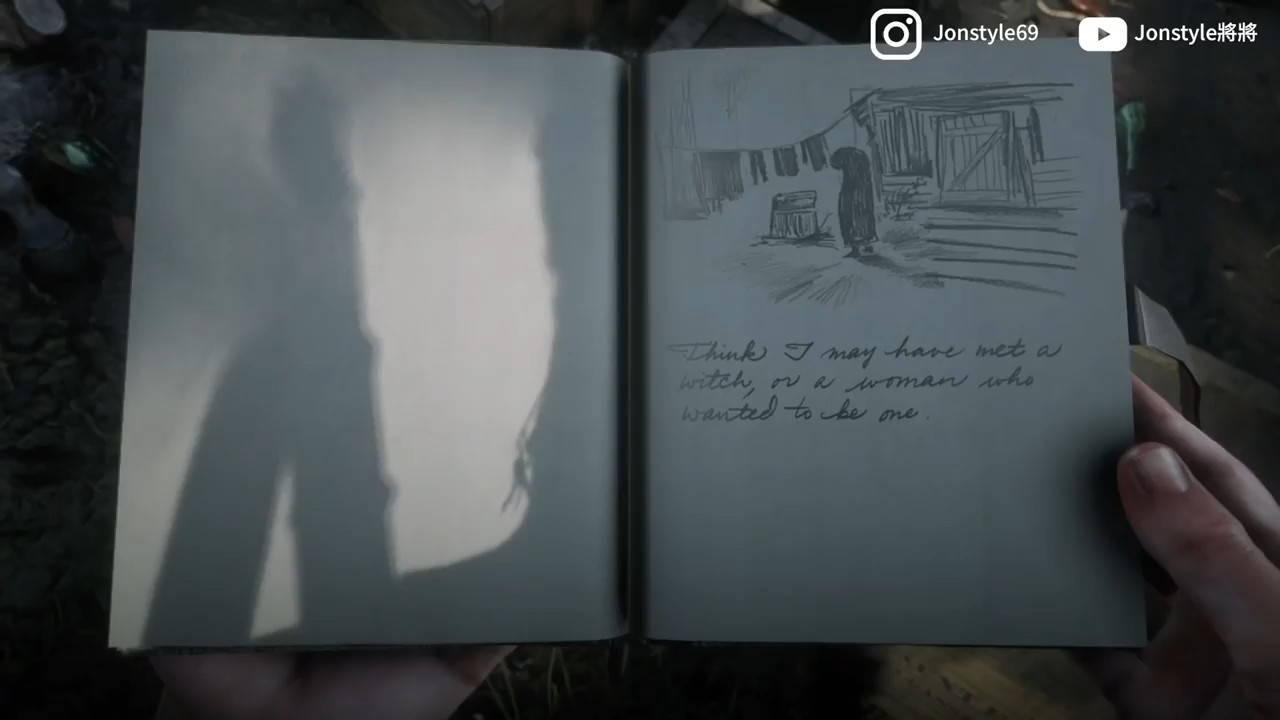 Jonstyle69
Jonstyle將將
Think I may have met a
witch, or a woman who
wanted to be one.